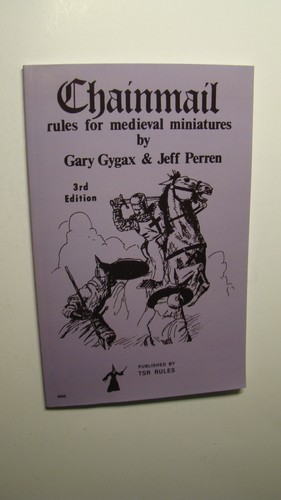 Chainmail
rules for medieval miniatures
by
Gary Gygax & Jeff Perren
3rd
Edition
PUBLISHED BY
TSR RULES